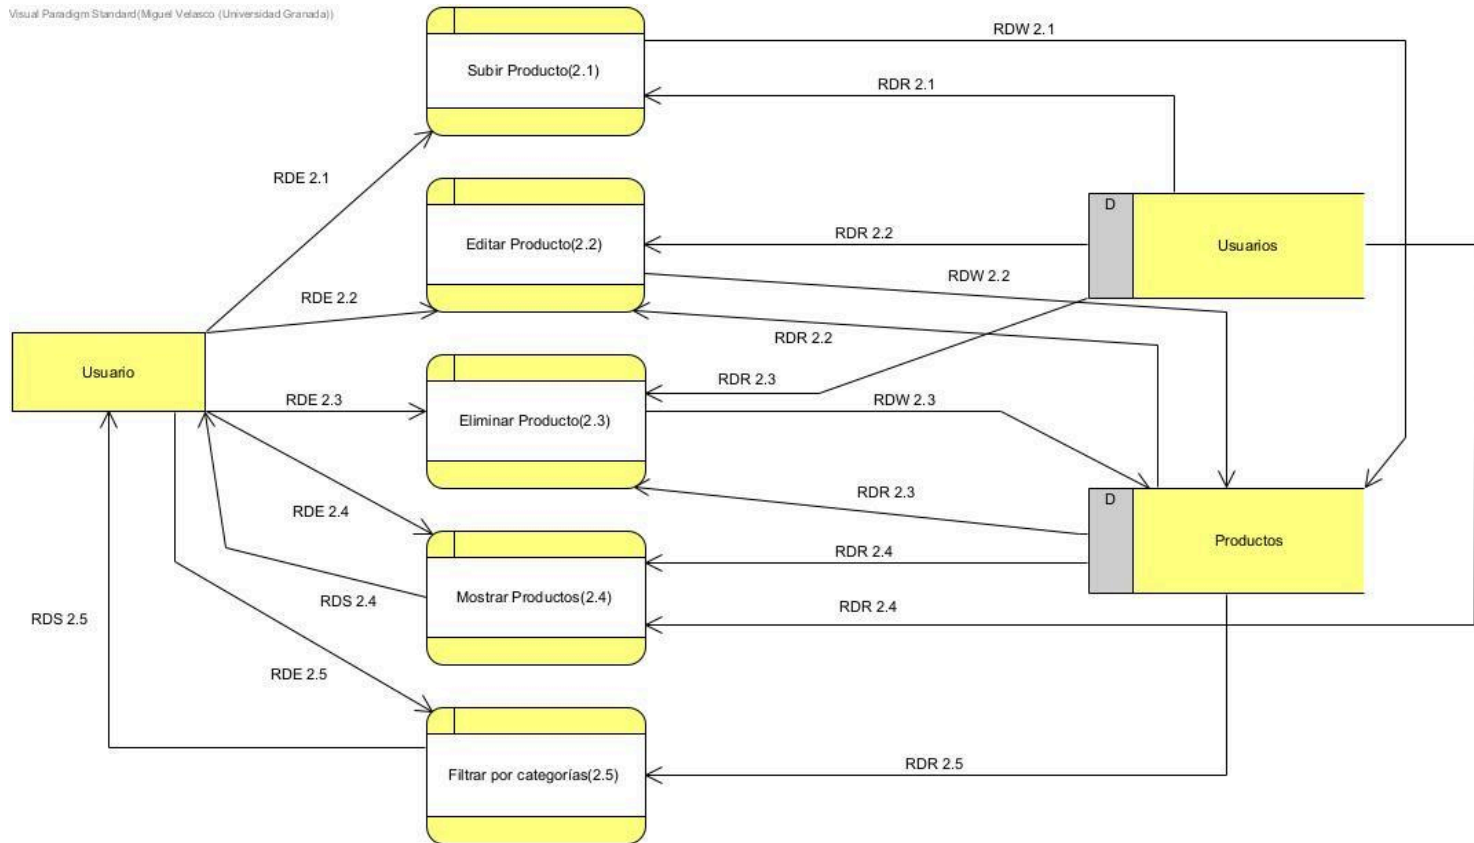 Visual Paradigm Standard(Miguel Velasco (Universidad Granada))
RDW 2.1
Subir Producto(2.1)
RDR 2.1
RDE 2.1
D
Editar Producto(2.2)
RDR 2.2
Usuarios
RDW 2.2
RDE 2.2
RDR 2.2
Usuario
RDR 2.3
RDE 2.3
RDW 2.3
Eliminar Producto(2.3)
RDR 2.3
D
RDE 2.4
Productos
RDR 2.4
Mostrar Productos(2.4)
RDS 2.4
RDR 2.4
RDS 2.5
RDE 2.5
RDR 2.5
Filtrar por categorías(2.5)